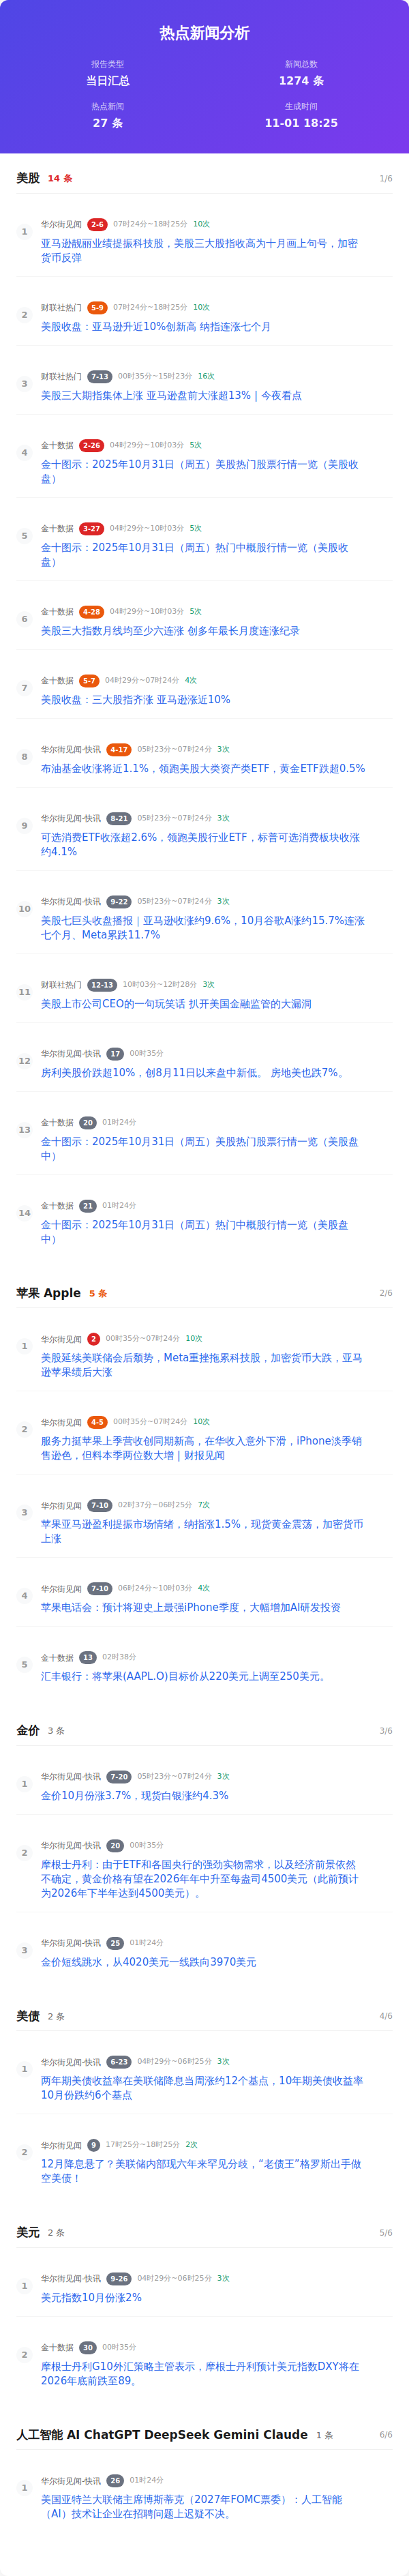 热点新闻分析
报告类型
当日汇总
新闻总数
1274 条
热点新闻
27 条
生成时间
11-01 18:25
美股 14 条 1/6
1 华尔街见闻 2-6 07时24分~18时25分 10次
亚马逊靓丽业绩提振科技股，美股三大股指收高为十月画上句号，加密
货币反弹
2 财联社热门 5-9 07时24分~18时25分 10次
美股收盘：亚马逊升近10%创新高 纳指连涨七个月
3 财联社热门 7-13 00时35分~15时23分 16次
美股三大期指集体上涨 亚马逊盘前大涨超13% | 今夜看点
4 金十数据 2-26 04时29分~10时03分 5次
金十图示：2025年10月31日（周五）美股热门股票行情一览（美股收
盘）
5 金十数据 3-27 04时29分~10时03分 5次
金十图示：2025年10月31日（周五）热门中概股行情一览（美股收
盘）
6 金十数据 4-28 04时29分~10时03分 5次
美股三大指数月线均至少六连涨 创多年最长月度连涨纪录
7 金十数据 5-7 04时29分~07时24分 4次
美股收盘：三大股指齐涨 亚马逊涨近10%
8 华尔街见闻-快讯 4-17 05时23分~07时24分 3次
布油基金收涨将近1.1%，领跑美股大类资产类ETF，黄金ETF跌超0.5%
9 华尔街见闻-快讯 8-21 05时23分~07时24分 3次
可选消费ETF收涨超2.6%，领跑美股行业ETF，标普可选消费板块收涨
约4.1%
10 华尔街见闻-快讯 9-22 05时23分~07时24分 3次
美股七巨头收盘播报｜亚马逊收涨约9.6%，10月谷歌A涨约15.7%连涨
七个月、Meta累跌11.7%
11 财联社热门 12-13 10时03分~12时28分 3次
美股上市公司CEO的一句玩笑话 扒开美国金融监管的大漏洞
12 华尔街见闻-快讯 17 00时35分
房利美股价跌超10%，创8月11日以来盘中新低。 房地美也跌7%。
13 金十数据 20 01时24分
金十图示：2025年10月31日（周五）美股热门股票行情一览（美股盘
中）
14 金十数据 21 01时24分
金十图示：2025年10月31日（周五）热门中概股行情一览（美股盘
中）
苹果 Apple 5 条 2/6
1 华尔街见闻 2 00时35分~07时24分 10次
美股延续美联储会后颓势，Meta重挫拖累科技股，加密货币大跌，亚马
逊苹果绩后大涨
2 华尔街见闻 4-5 00时35分~07时24分 10次
服务力挺苹果上季营收创同期新高，在华收入意外下滑，iPhone淡季销
售逊色，但料本季两位数大增 | 财报见闻
3 华尔街见闻 7-10 02时37分~06时25分 7次
苹果亚马逊盈利提振市场情绪，纳指涨1.5%，现货黄金震荡，加密货币
上涨
4 华尔街见闻 7-10 06时24分~10时03分 4次
苹果电话会：预计将迎史上最强iPhone季度，大幅增加AI研发投资
5 金十数据 13 02时38分
汇丰银行：将苹果(AAPL.O)目标价从220美元上调至250美元。
金价 3 条 3/6
1 华尔街见闻-快讯 7-20 05时23分~07时24分 3次
金价10月份涨3.7%，现货白银涨约4.3%
2 华尔街见闻-快讯 20 00时35分
摩根士丹利：由于ETF和各国央行的强劲实物需求，以及经济前景依然
不确定，黄金价格有望在2026年年中升至每盎司4500美元（此前预计
为2026年下半年达到4500美元）。
3 华尔街见闻-快讯 25 01时24分
金价短线跳水，从4020美元一线跌向3970美元
美债 2 条 4/6
1 华尔街见闻-快讯 6-23 04时29分~06时25分 3次
两年期美债收益率在美联储降息当周涨约12个基点，10年期美债收益率
10月份跌约6个基点
2 华尔街见闻 9 17时25分~18时25分 2次
12月降息悬了？美联储内部现六年来罕见分歧，“老债王”格罗斯出手做
空美债！
美元 2 条 5/6
1 华尔街见闻-快讯 9-26 04时29分~06时25分 3次
美元指数10月份涨2%
2 金十数据 30 00时35分
摩根士丹利G10外汇策略主管表示，摩根士丹利预计美元指数DXY将在
2026年底前跌至89。
人工智能 AI ChatGPT DeepSeek Gemini Claude 1 条 6/6
1 华尔街见闻-快讯 26 01时24分
美国亚特兰大联储主席博斯蒂克（2027年FOMC票委）：人工智能
（AI）技术让企业在招聘问题上迟疑不决。